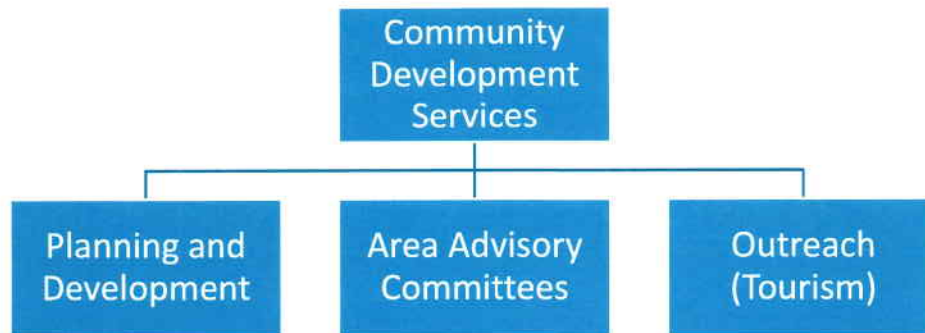 Community
Development
Services
Planning and
Development
Area Advisory
Committees
Outreach
(Tourism)